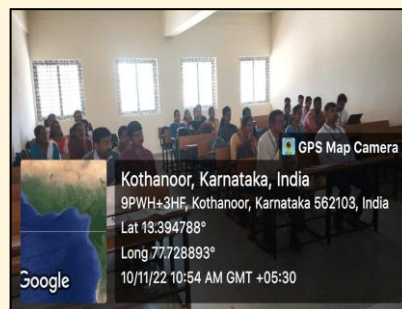 GPS Map Camera
Kothanoor, Karnataka, India
9PWH+3HF, Kothanoor, Karnataka 562103, India
Lat 13.394788°
Long 77.728893°
10/11/22 10:54 AM GMT +05:30
Google